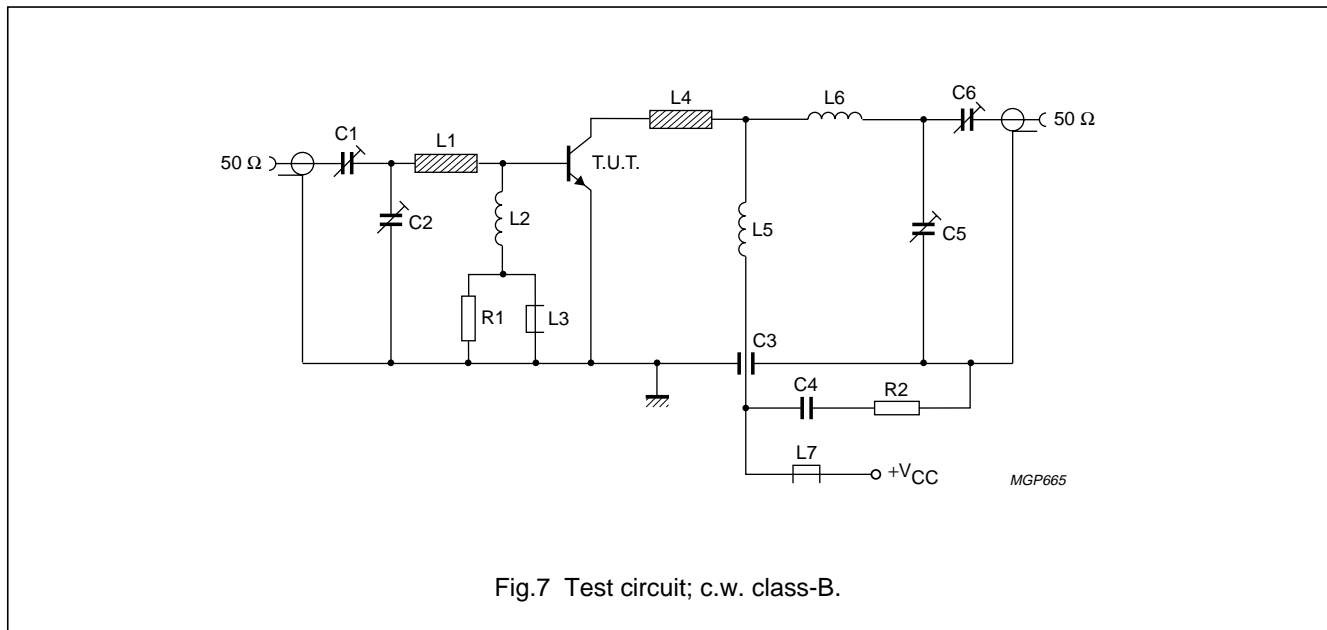 L4
L6
C6
50 Ω
C1
L1
50 Ω
T.U.T.
C2
L2
L5
C5
R1
L3
C3
C4
R2
L7
+VCC
MGP665
Fig.7 Test circuit; c.w. class-B.